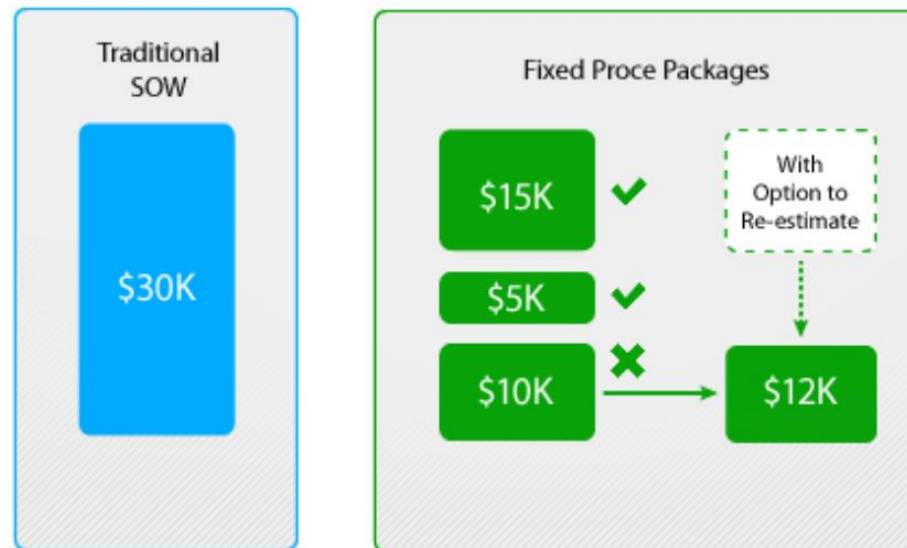 Traditional
SOW
$30K
Fixed Proce Packages
$15K
$5K
$10K
With
Option to
Re-estimate
$12K